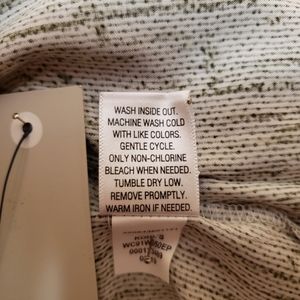 WASH INSIDE OUT.
MACHINE WASH COLD
WITH LIKE COLORS.
GENTLE CYCLE.
ONLY NON-CHLORINE
BLEACH WHEN NEEDED.
TUMBLE DRY LOW.
REMOVE PROMPTLY.
WARM IRON IF NEEDED.